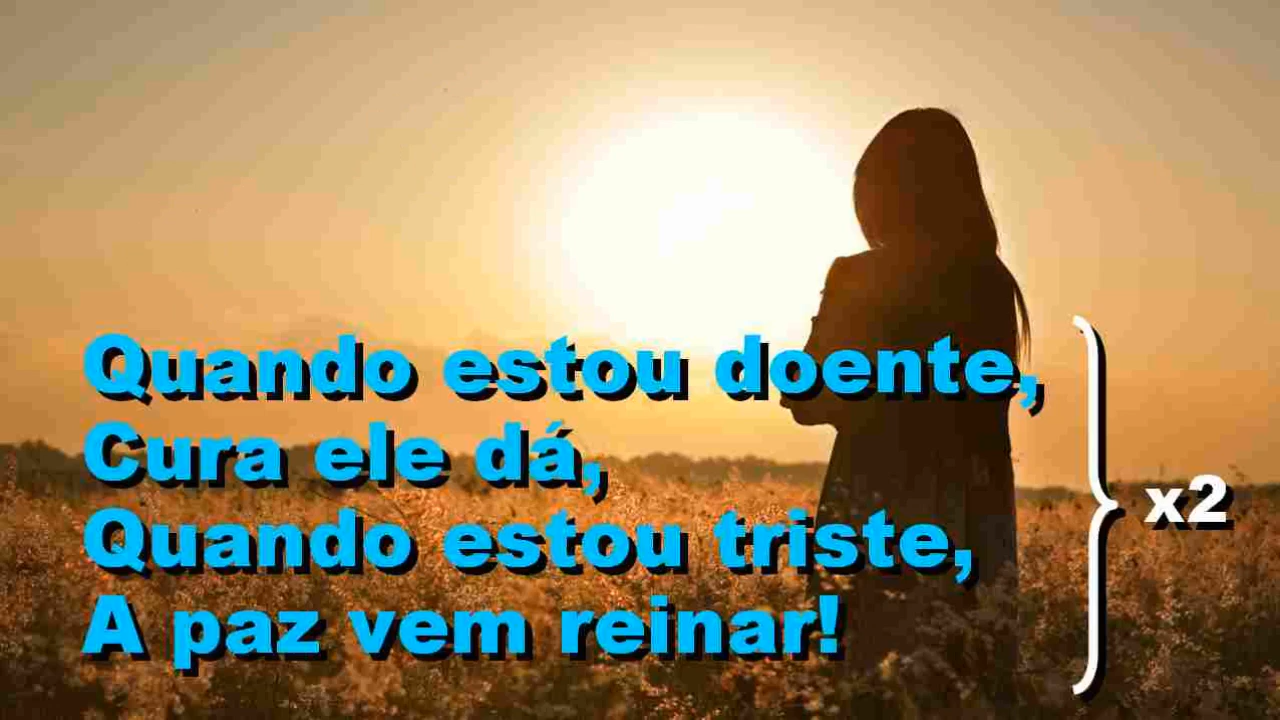 Quando estou doente,
Cura ele dá,
Quando estou triste,
A paz vem reinar!
x2